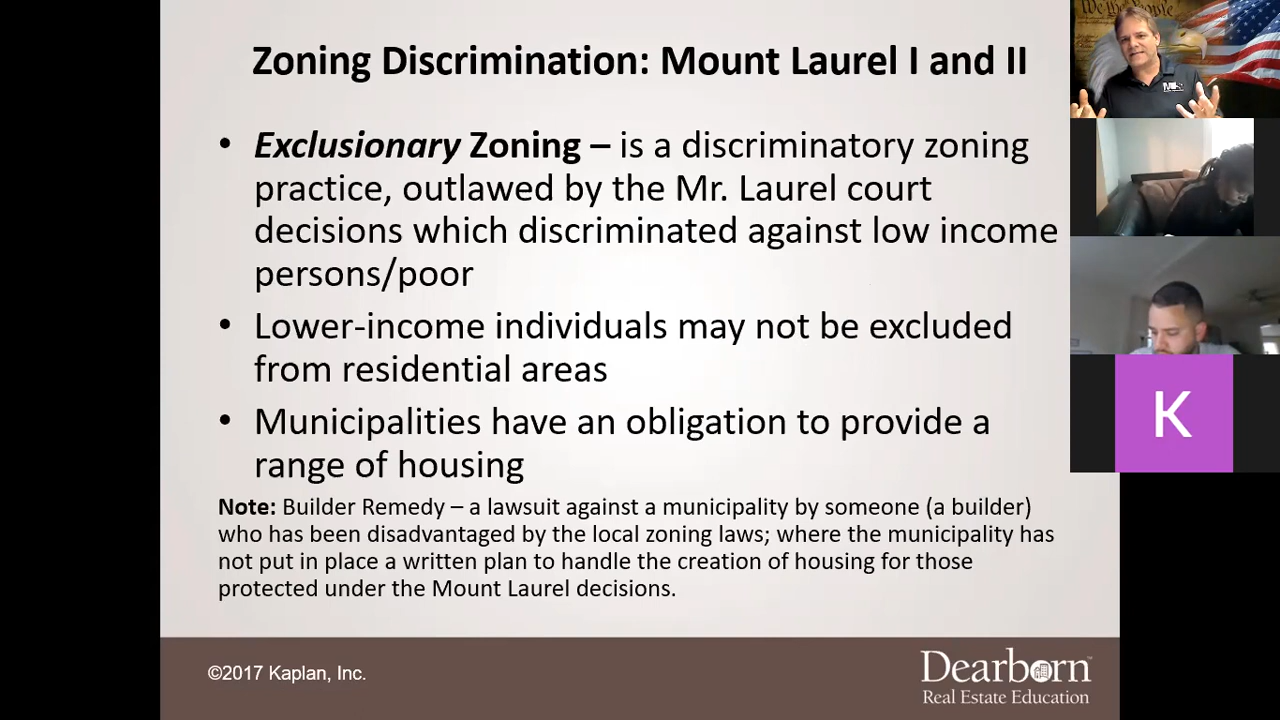 Zoning Discrimination: Mount Laurel I and II
• Exclusionary Zoning – is a discriminatory zoning
practice, outlawed by the Mr. Laurel court
decisions which discriminated against low income
persons/poor
• Lower-income individuals may not be excluded
from residential areas
• Municipalities have an obligation to provide a
range of housing
Note: Builder Remedy – a lawsuit against a municipality by someone (a builder)
who has been disadvantaged by the local zoning laws; where the municipality has
not put in place a written plan to handle the creation of housing for those
protected under the Mount Laurel decisions.
©2017 Kaplan, Inc.
Dearborn™
Real Estate Education
We the People
K